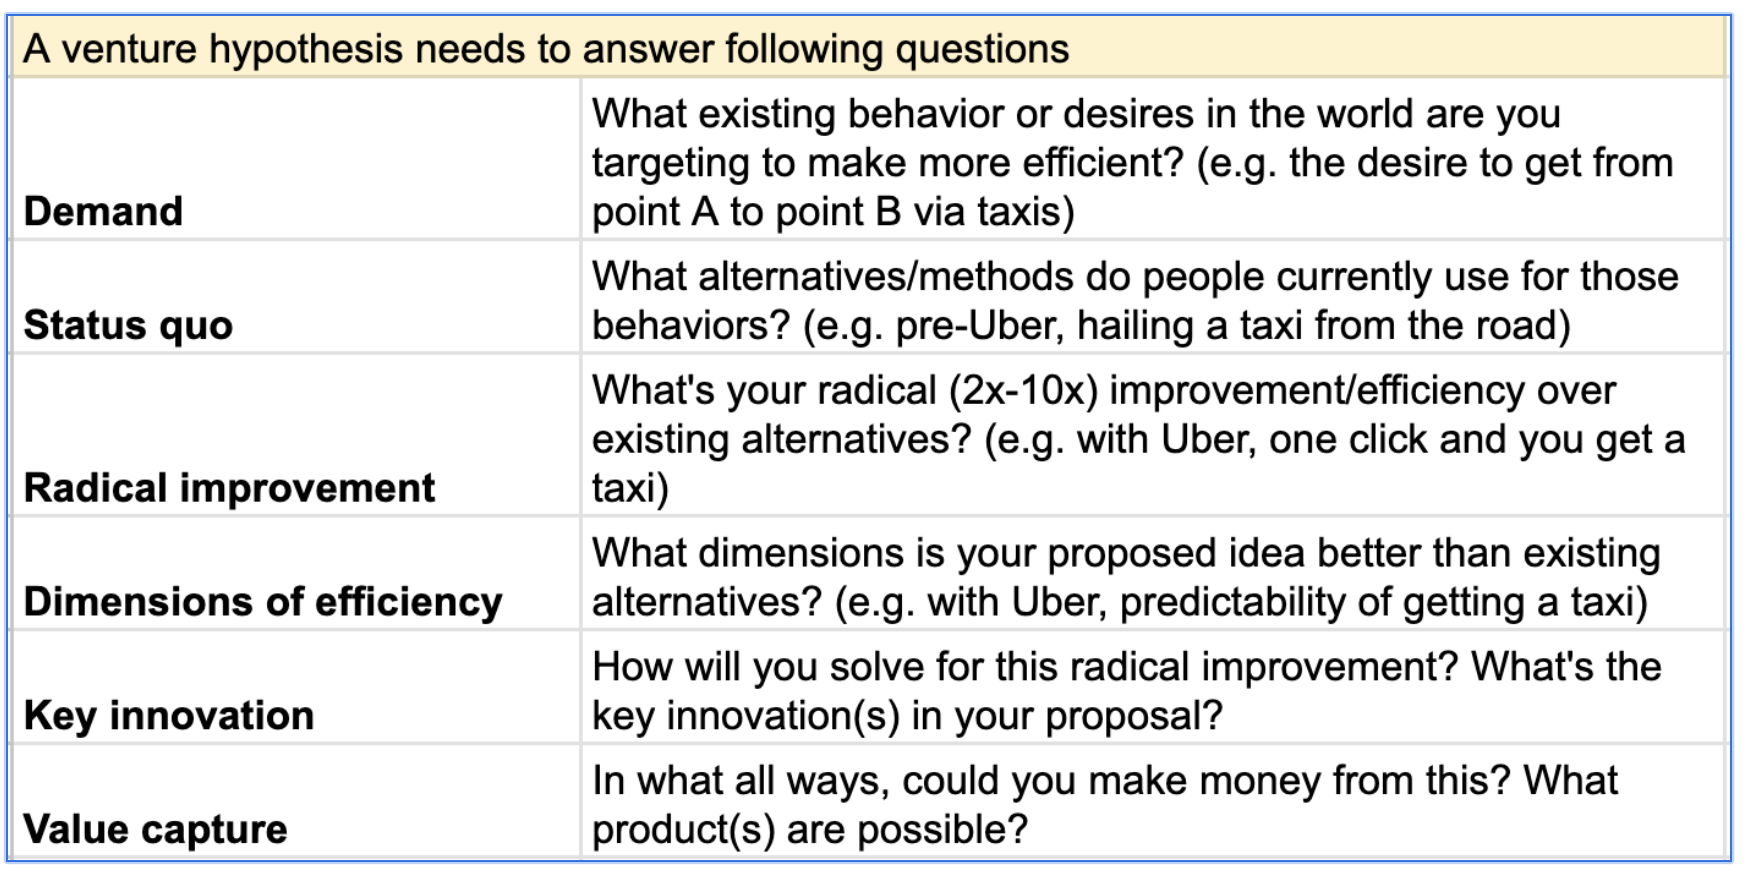 A venture hypothesis needs to answer following questions
Demand
What existing behavior or desires in the world are you
targeting to make more efficient? (e.g. the desire to get from
point A to point B via taxis)
Status quo
What alternatives/methods do people currently use for those
behaviors? (e.g. pre-Uber, hailing a taxi from the road)
Radical improvement
What's your radical (2x-10x) improvement/efficiency over
existing alternatives? (e.g. with Uber, one click and you get a
taxi)
Dimensions of efficiency
What dimensions is your proposed idea better than existing
alternatives? (e.g. with Uber, predictability of getting a taxi)
Key innovation
How will you solve for this radical improvement? What's the
key innovation(s) in your proposal?
Value capture
In what all ways, could you make money from this? What
product(s) are possible?